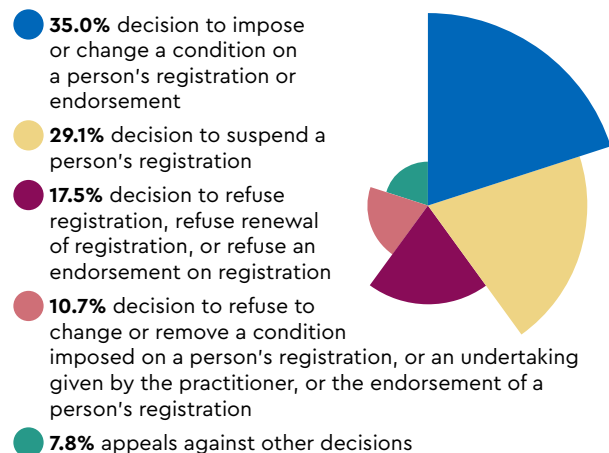 35.0% decision to impose
or change a condition on
a person's registration or
endorsement
29.1% decision to suspend a
person's registration
17.5% decision to refuse
registration, refuse renewal
of registration, or refuse an
endorsement on registration
10.7% decision to refuse to
change or remove a condition
imposed on a person's registration, or an undertaking
given by the practitioner, or the endorsement of a
person's registration
7.8% appeals against other decisions